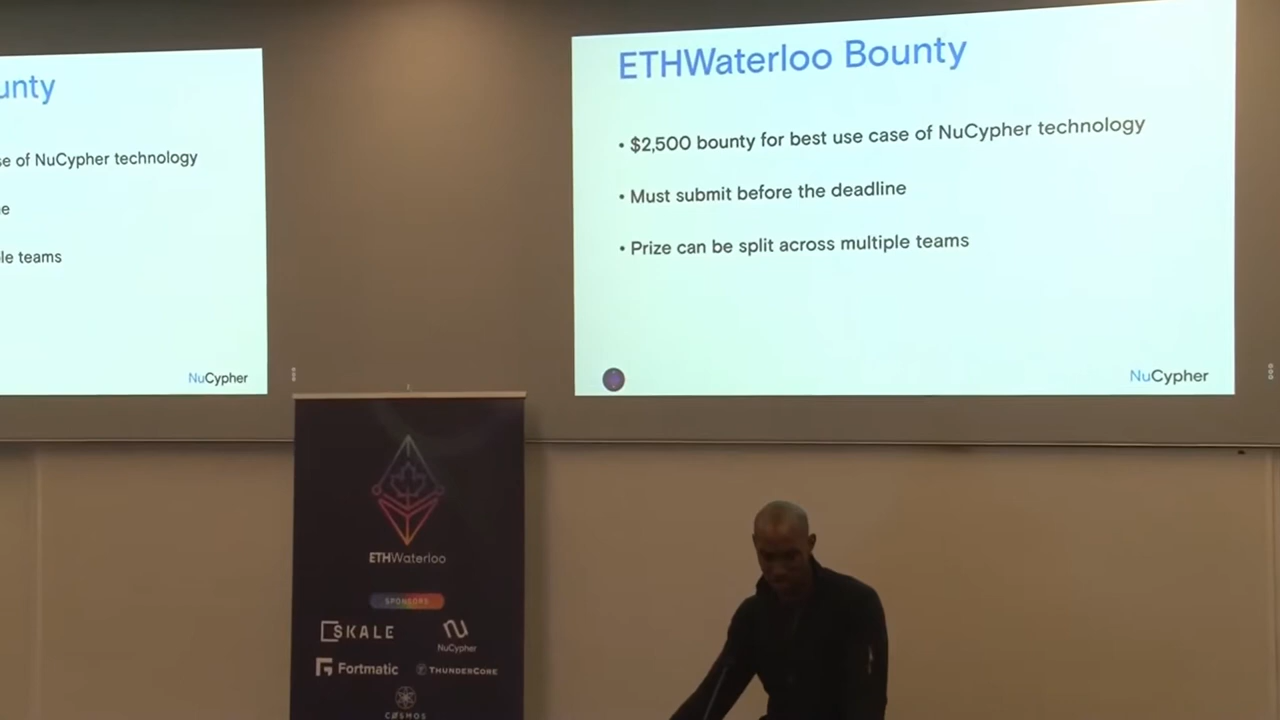 unty
se of NuCypher technology
e
le teams
NuCypher
ETHWaterloo Bounty
• $2,500 bounty for best use case of NuCypher technology
• Must submit before the deadline
• Prize can be split across multiple teams
NuCypher
ETHWaterloo
SPONSORS
SKALE
NuCypher
Fortmatic
THUNDERCORE
COSMOS